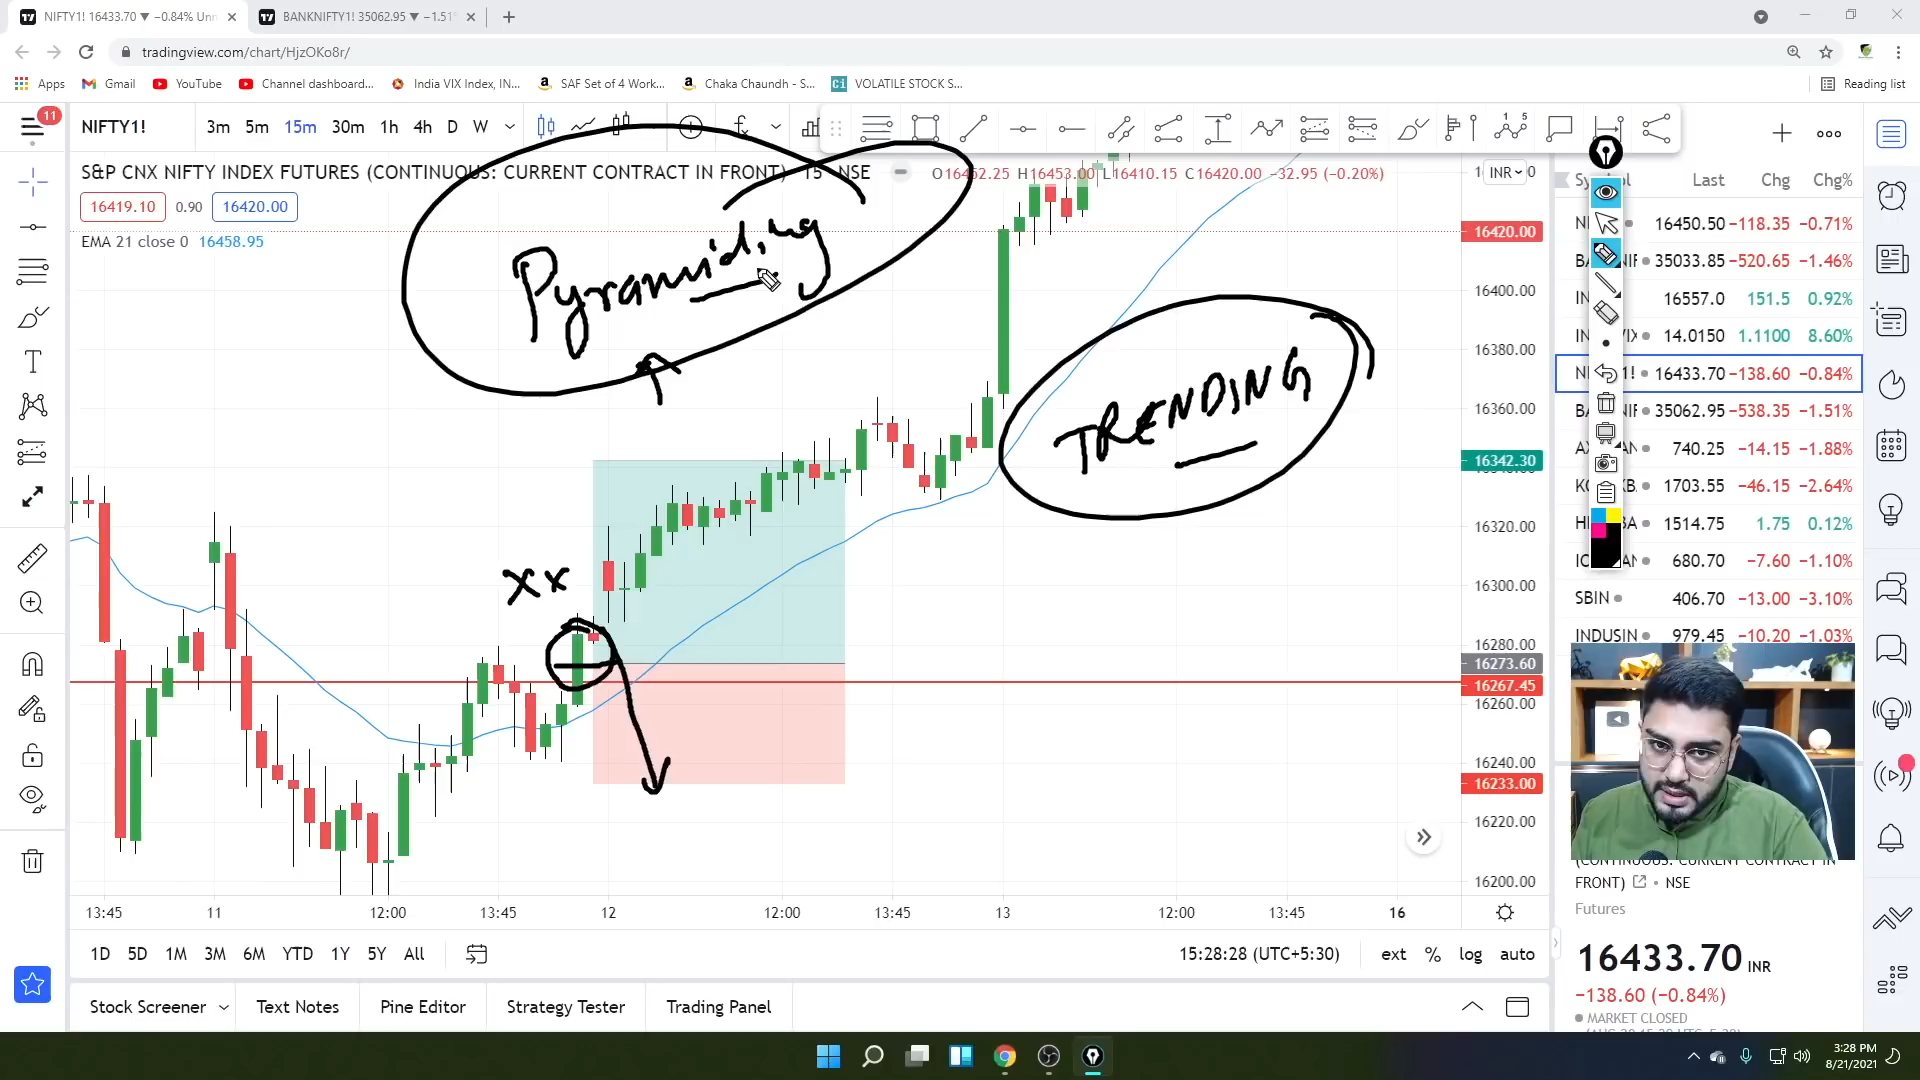 NIFTY1! 16433.70 ▼ −0.84% Unn
BANKNIFTY1! 35062.95 ▼ −1.51%
tradingview.com/chart/HjzOKo8r/
Apps Gmail YouTube Channel dashboard... India VIX Index, IN... SAF Set of 4 Work... Chaka Chaundh - S... VOLATILE STOCK S... Reading list
11
NIFTY1! 3m 5m 15m 30m 1h 4h D W
S&P CNX NIFTY INDEX FUTURES (CONTINUOUS: CURRENT CONTRACT IN FRONT) 15 NSE O16452.25 H16453.00 L16410.15 C16420.00 −32.95 (−0.20%)
INR
16419.10 0.90 16420.00
EMA 21 close 0 16458.95
Pyramiding
TRENDING
XX
16420.00
16400.00
16380.00
16360.00
16342.30
16320.00
16300.00
16280.00
16273.60
16267.45
16260.00
16240.00
16233.00
16220.00
16200.00
13:45 11 12:00 13:45 12 12:00 13:45 13 12:00 13:45 16
1D 5D 1M 3M 6M YTD 1Y 5Y All
15:28:28 (UTC+5:30) ext % log auto
Stock Screener Text Notes Pine Editor Strategy Tester Trading Panel
Last Chg Chg%
16450.50 −118.35 −0.71%
35033.85 −520.65 −1.46%
16557.0 151.5 0.92%
14.0150 1.1100 8.60%
16433.70 −138.60 −0.84%
35062.95 −538.35 −1.51%
740.25 −14.15 −1.88%
1703.55 −46.15 −2.64%
1514.75 1.75 0.12%
680.70 −7.60 −1.10%
SBIN 406.70 −13.00 −3.10%
INDUSIN 979.45 −10.20 −1.03%
(CONTINUOUS: CURRENT CONTRACT IN
FRONT) • NSE
Futures
16433.70 INR
−138.60 (−0.84%)
MARKET CLOSED
3:28 PM
8/21/2021